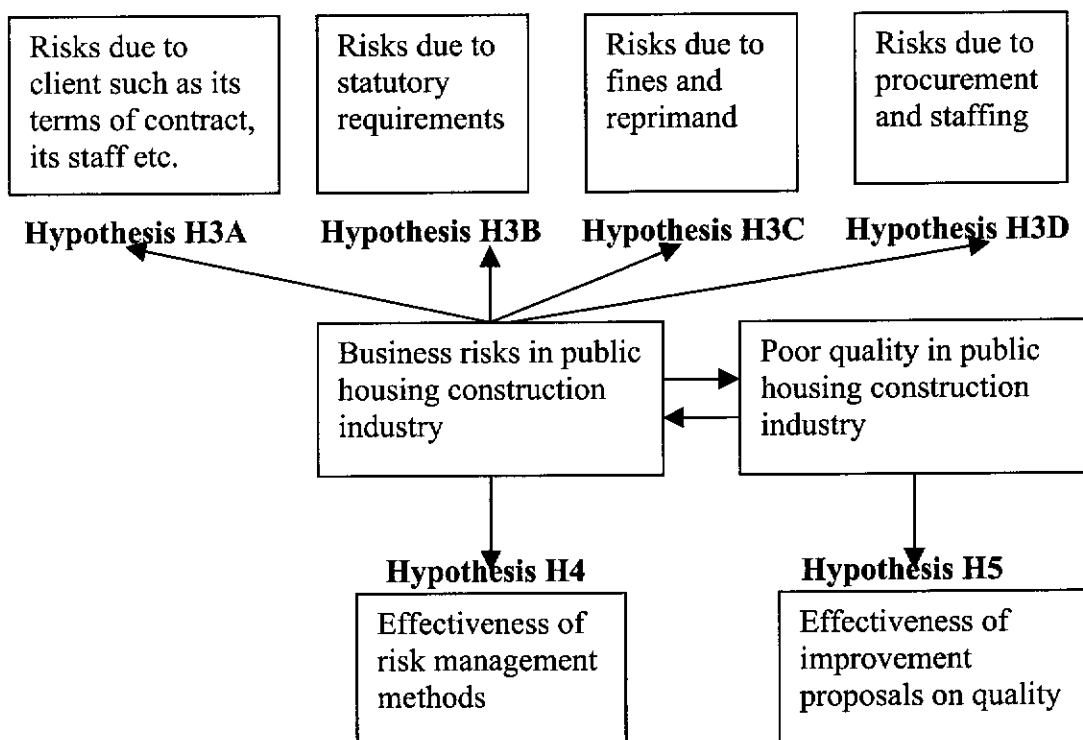 Risks due to
client such as its
terms of contract,
its staff etc.
Risks due to
statutory
requirements
Risks due to
fines and
reprimand
Risks due to
procurement
and staffing
Hypothesis H3A
Hypothesis H3B
Hypothesis H3C
Hypothesis H3D
Business risks in public
housing construction
industry
Poor quality in public
housing construction
industry
Hypothesis H4
Hypothesis H5
Effectiveness of
risk management
methods
Effectiveness of
improvement
proposals on quality